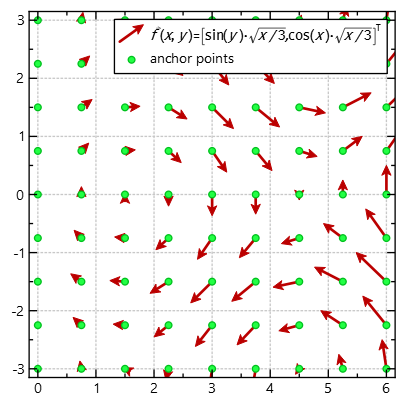 f⃗(x, y)=[sin(y)·√x/3,cos(x)·√x/3]ᵀ
anchor points
3
2
1
0
-1
-2
-3
0 1 2 3 4 5 6